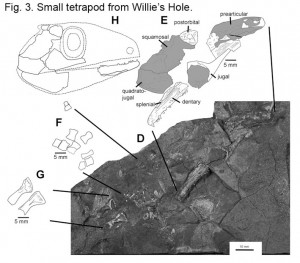 Fig. 3. Small tetrapod from Willie's Hole.
H
E
postorbital
prearticular
squamosal
5 mm
quadrato-
jugal
jugal
splenial
dentary
F
5 mm
D
G
5 mm
10 mm